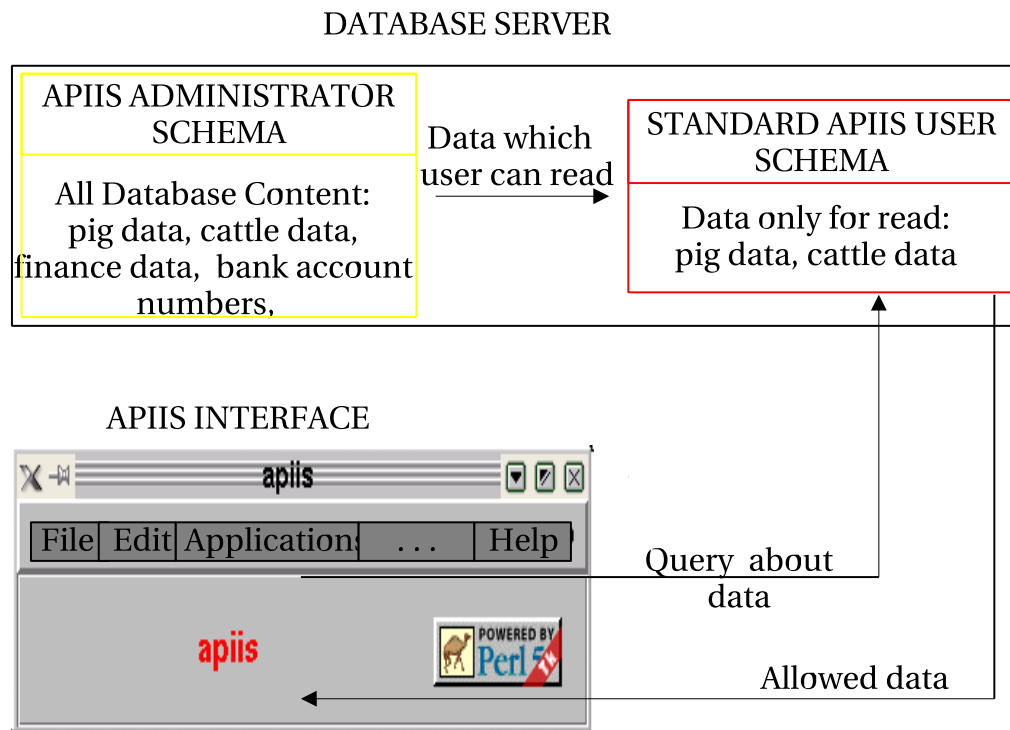 DATABASE SERVER
APIIS ADMINISTRATOR
SCHEMA
All Database Content:
pig data, cattle data,
finance data, bank account
numbers,
Data which
user can read
STANDARD APIIS USER
SCHEMA
Data only for read:
pig data, cattle data
APIIS INTERFACE
apiis
File Edit Applications . . . Help
Query about
data
apiis
POWERED BY
Perl 5
Tk
Allowed data